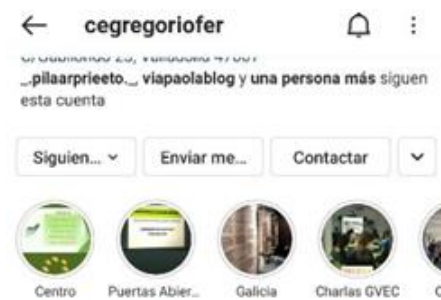 cegregoriofer
_.pilaarprieeto._, viapaolablog y una persona más siguen
esta cuenta
Siguien...
Enviar me...
Contactar
Centro
Puertas Abier...
Galicia
Charlas GVEC